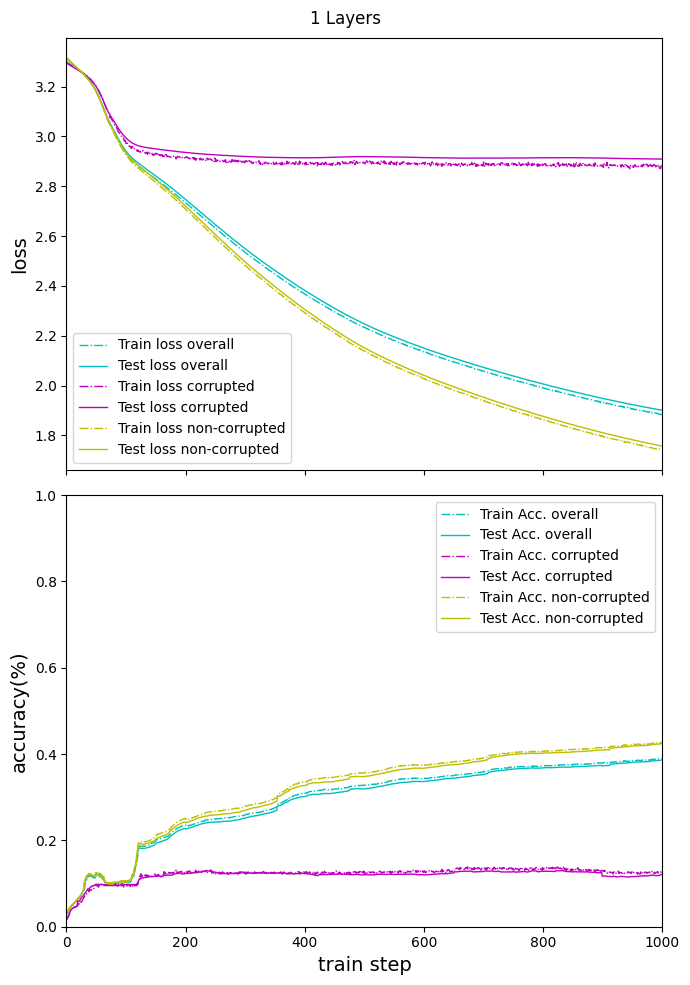 1 Layers
3.2
3.0
2.8
2.6
2.4
2.2
2.0
1.8
loss
Train loss overall
Test loss overall
Train loss corrupted
Test loss corrupted
Train loss non-corrupted
Test loss non-corrupted
1.0
0.8
0.6
0.4
0.2
0.0
accuracy(%)
Train Acc. overall
Test Acc. overall
Train Acc. corrupted
Test Acc. corrupted
Train Acc. non-corrupted
Test Acc. non-corrupted
0 200 400 600 800 1000
train step